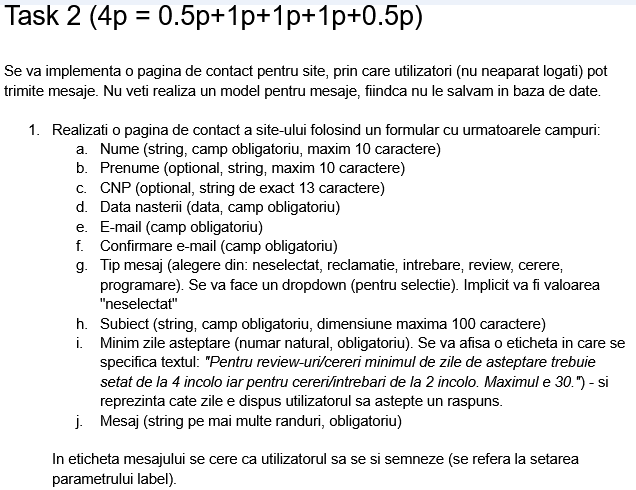 Task 2 (4p = 0.5p+1p+1p+1p+0.5p)
Se va implementa o pagina de contact pentru site, prin care utilizatori (nu neaparat logati) pot
trimite mesaje. Nu veti realiza un model pentru mesaje, fiindca nu le salvam in baza de date.
1. Realizati o pagina de contact a site-ului folosind un formular cu urmatoarele campuri:
a. Nume (string, camp obligatoriu, maxim 10 caractere)
b. Prenume (optional, string, maxim 10 caractere)
c. CNP (optional, string de exact 13 caractere)
d. Data nasterii (data, camp obligatoriu)
e. E-mail (camp obligatoriu)
f. Confirmare e-mail (camp obligatoriu)
g. Tip mesaj (alegere din: neselectat, reclamatie, intrebare, review, cerere,
programare). Se va face un dropdown (pentru selectie). Implicit va fi valoarea
"neselectat"
h. Subiect (string, camp obligatoriu, dimensiune maxima 100 caractere)
i. Minim zile asteptare (numar natural, obligatoriu). Se va afisa o eticheta in care se
specifica textul: "Pentru review-uri/cereri minimul de zile de asteptare trebuie
setat de la 4 incolo iar pentru cereri/intrebari de la 2 incolo. Maximul e 30.") - si
reprezinta cate zile e dispus utilizatorul sa astepte un raspuns.
j. Mesaj (string pe mai multe randuri, obligatoriu)
In eticheta mesajului se cere ca utilizatorul sa se si semneze (se refera la setarea
parametrului label).